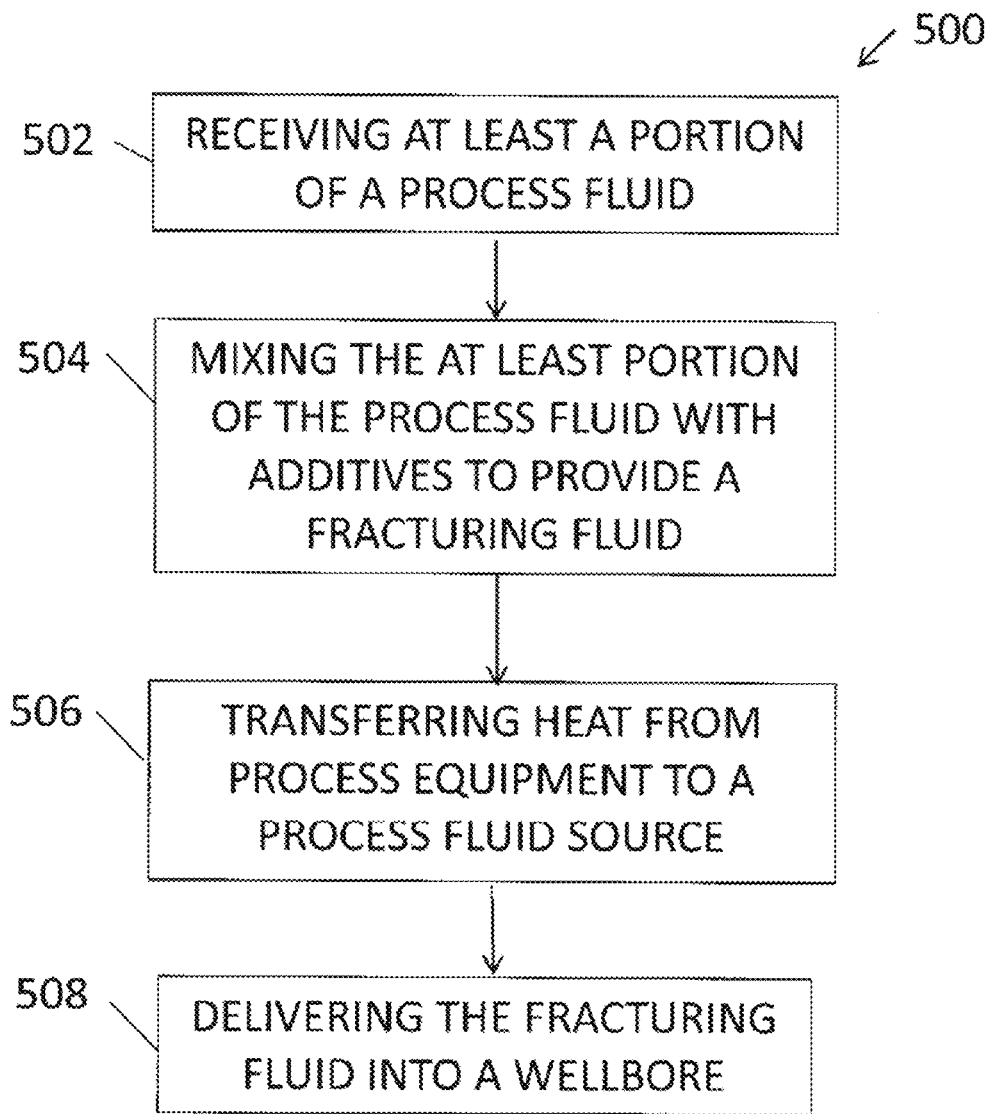 500
502
RECEIVING AT LEAST A PORTION
OF A PROCESS FLUID
504
MIXING THE AT LEAST PORTION
OF THE PROCESS FLUID WITH
ADDITIVES TO PROVIDE A
FRACTURING FLUID
506
TRANSFERRING HEAT FROM
PROCESS EQUIPMENT TO A
PROCESS FLUID SOURCE
508
DELIVERING THE FRACTURING
FLUID INTO A WELLBORE